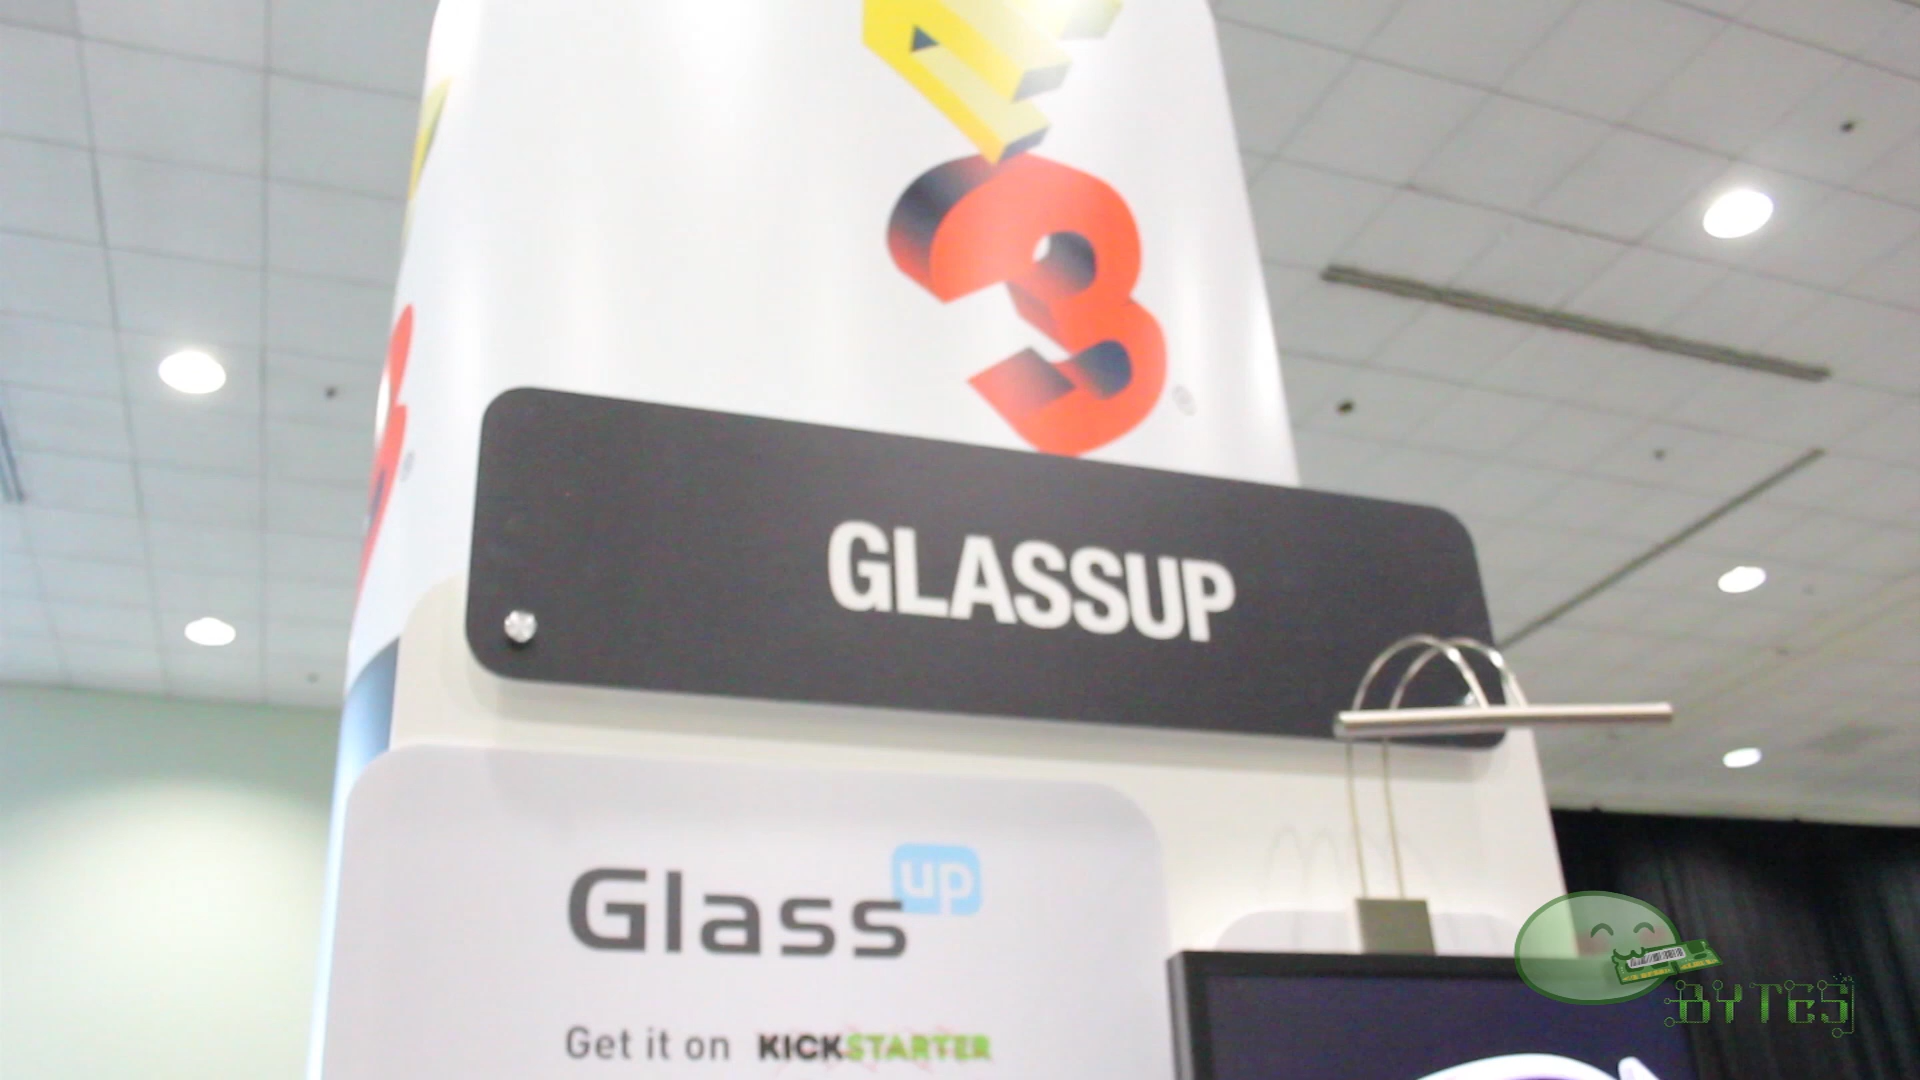 E3
®
GLASSUP
Glass up
Get it on KICKSTARTER
BYTES